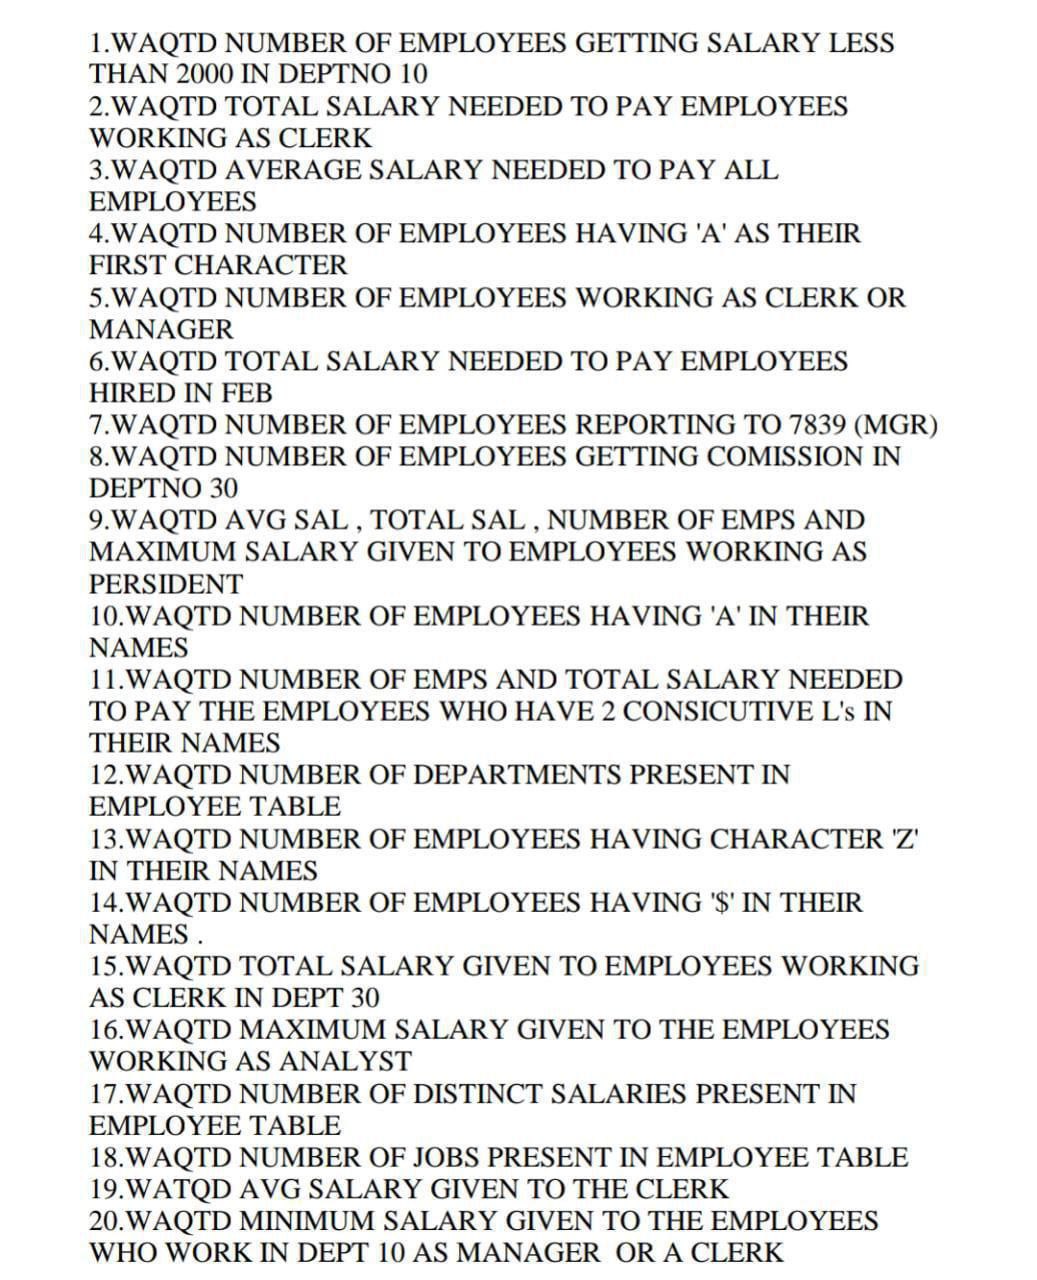 1.WAQTD NUMBER OF EMPLOYEES GETTING SALARY LESS
THAN 2000 IN DEPTNO 10
2.WAQTD TOTAL SALARY NEEDED TO PAY EMPLOYEES
WORKING AS CLERK
3.WAQTD AVERAGE SALARY NEEDED TO PAY ALL
EMPLOYEES
4.WAQTD NUMBER OF EMPLOYEES HAVING 'A' AS THEIR
FIRST CHARACTER
5.WAQTD NUMBER OF EMPLOYEES WORKING AS CLERK OR
MANAGER
6.WAQTD TOTAL SALARY NEEDED TO PAY EMPLOYEES
HIRED IN FEB
7.WAQTD NUMBER OF EMPLOYEES REPORTING TO 7839 (MGR)
8.WAQTD NUMBER OF EMPLOYEES GETTING COMISSION IN
DEPTNO 30
9.WAQTD AVG SAL , TOTAL SAL , NUMBER OF EMPS AND
MAXIMUM SALARY GIVEN TO EMPLOYEES WORKING AS
PERSIDENT
10.WAQTD NUMBER OF EMPLOYEES HAVING 'A' IN THEIR
NAMES
11.WAQTD NUMBER OF EMPS AND TOTAL SALARY NEEDED
TO PAY THE EMPLOYEES WHO HAVE 2 CONSICUTIVE L's IN
THEIR NAMES
12.WAQTD NUMBER OF DEPARTMENTS PRESENT IN
EMPLOYEE TABLE
13.WAQTD NUMBER OF EMPLOYEES HAVING CHARACTER 'Z'
IN THEIR NAMES
14.WAQTD NUMBER OF EMPLOYEES HAVING '$' IN THEIR
NAMES .
15.WAQTD TOTAL SALARY GIVEN TO EMPLOYEES WORKING
AS CLERK IN DEPT 30
16.WAQTD MAXIMUM SALARY GIVEN TO THE EMPLOYEES
WORKING AS ANALYST
17.WAQTD NUMBER OF DISTINCT SALARIES PRESENT IN
EMPLOYEE TABLE
18.WAQTD NUMBER OF JOBS PRESENT IN EMPLOYEE TABLE
19.WATQD AVG SALARY GIVEN TO THE CLERK
20.WAQTD MINIMUM SALARY GIVEN TO THE EMPLOYEES
WHO WORK IN DEPT 10 AS MANAGER OR A CLERK